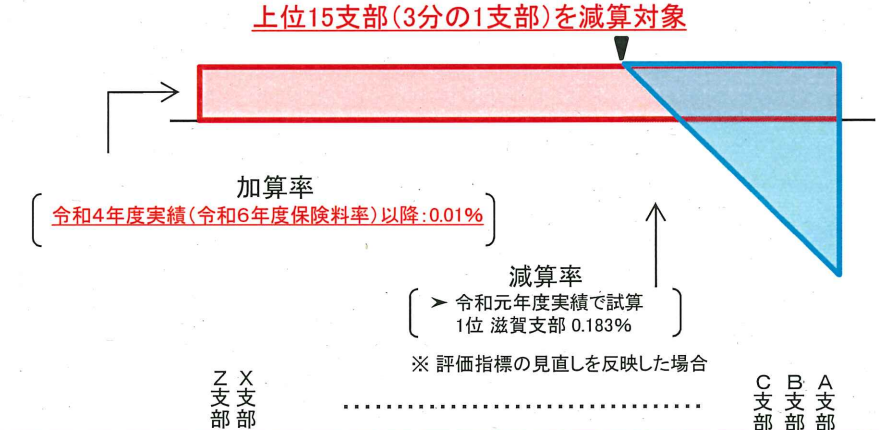 上位15支部(3分の1支部)を減算対象
加算率
令和4年度実績(令和6年度保険料率)以降:0.01%
減算率
➤ 令和元年度実績で試算
1位 滋賀支部 0.183%
※ 評価指標の見直しを反映した場合
Z支部
X支部
C支部
B支部
A支部